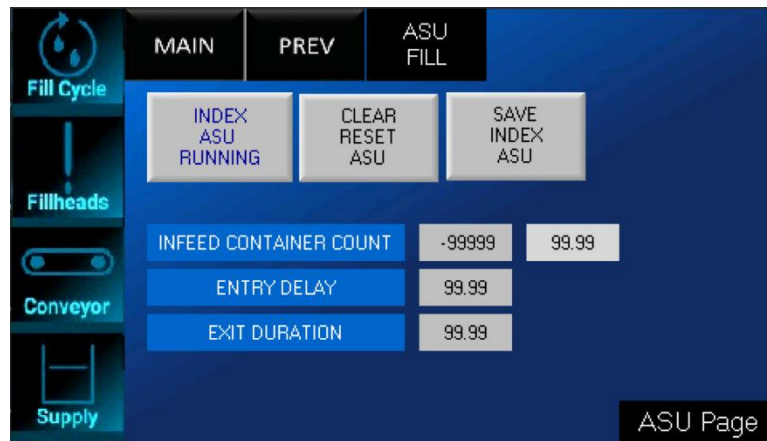 Fill Cycle
MAIN
PREV
ASU
FILL
INDEX
ASU
RUNNING
CLEAR
RESET
ASU
SAVE
INDEX
ASU
Fillheads
INFEED CONTAINER COUNT -99999 99.99
ENTRY DELAY 99.99
Conveyor
EXIT DURATION 99.99
Supply
ASU Page